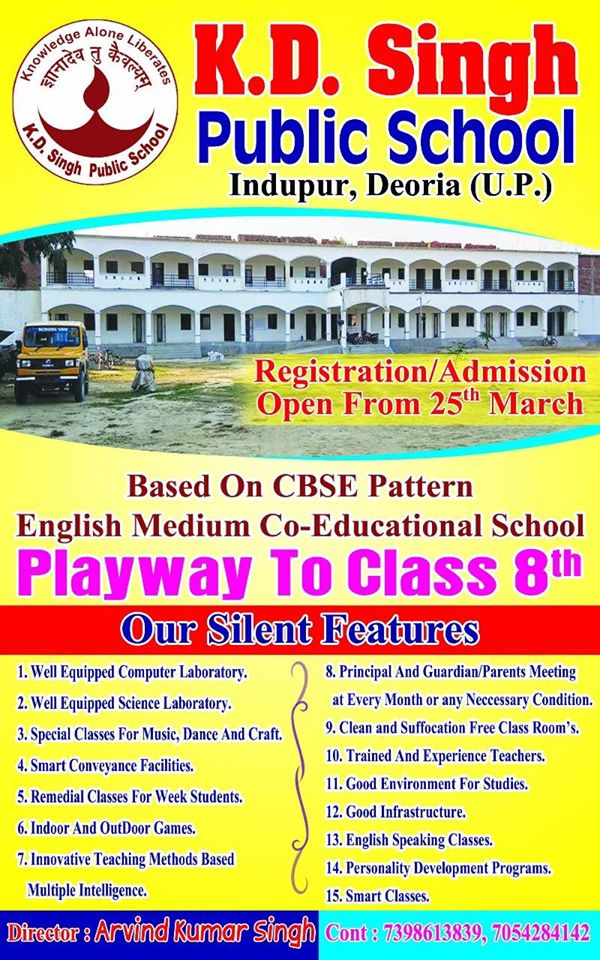 Knowledge Alone Liberates
ज्ञानादेव तु कैवल्यम्
K.D. Singh Public School
K.D. Singh
Public School
Indupur, Deoria (U.P.)
SCHOOL VAN
Registration/Admission
Open From 25th March
Based On CBSE Pattern
English Medium Co-Educational School
Playway To Class 8th
Our Silent Features
1. Well Equipped Computer Laboratory.
2. Well Equipped Science Laboratory.
3. Special Classes For Music, Dance And Craft.
4. Smart Conveyance Facilities.
5. Remedial Classes For Week Students.
6. Indoor And OutDoor Games.
7. Innovative Teaching Methods Based
Multiple Intelligence.
8. Principal And Guardian/Parents Meeting
at Every Month or any Neccessary Condition.
9. Clean and Suffocation Free Class Room's.
10. Trained And Experience Teachers.
11. Good Environment For Studies.
12. Good Infrastructure.
13. English Speaking Classes.
14. Personality Development Programs.
15. Smart Classes.
Director : Arvind Kumar Singh
Cont : 7398613839, 7054284142